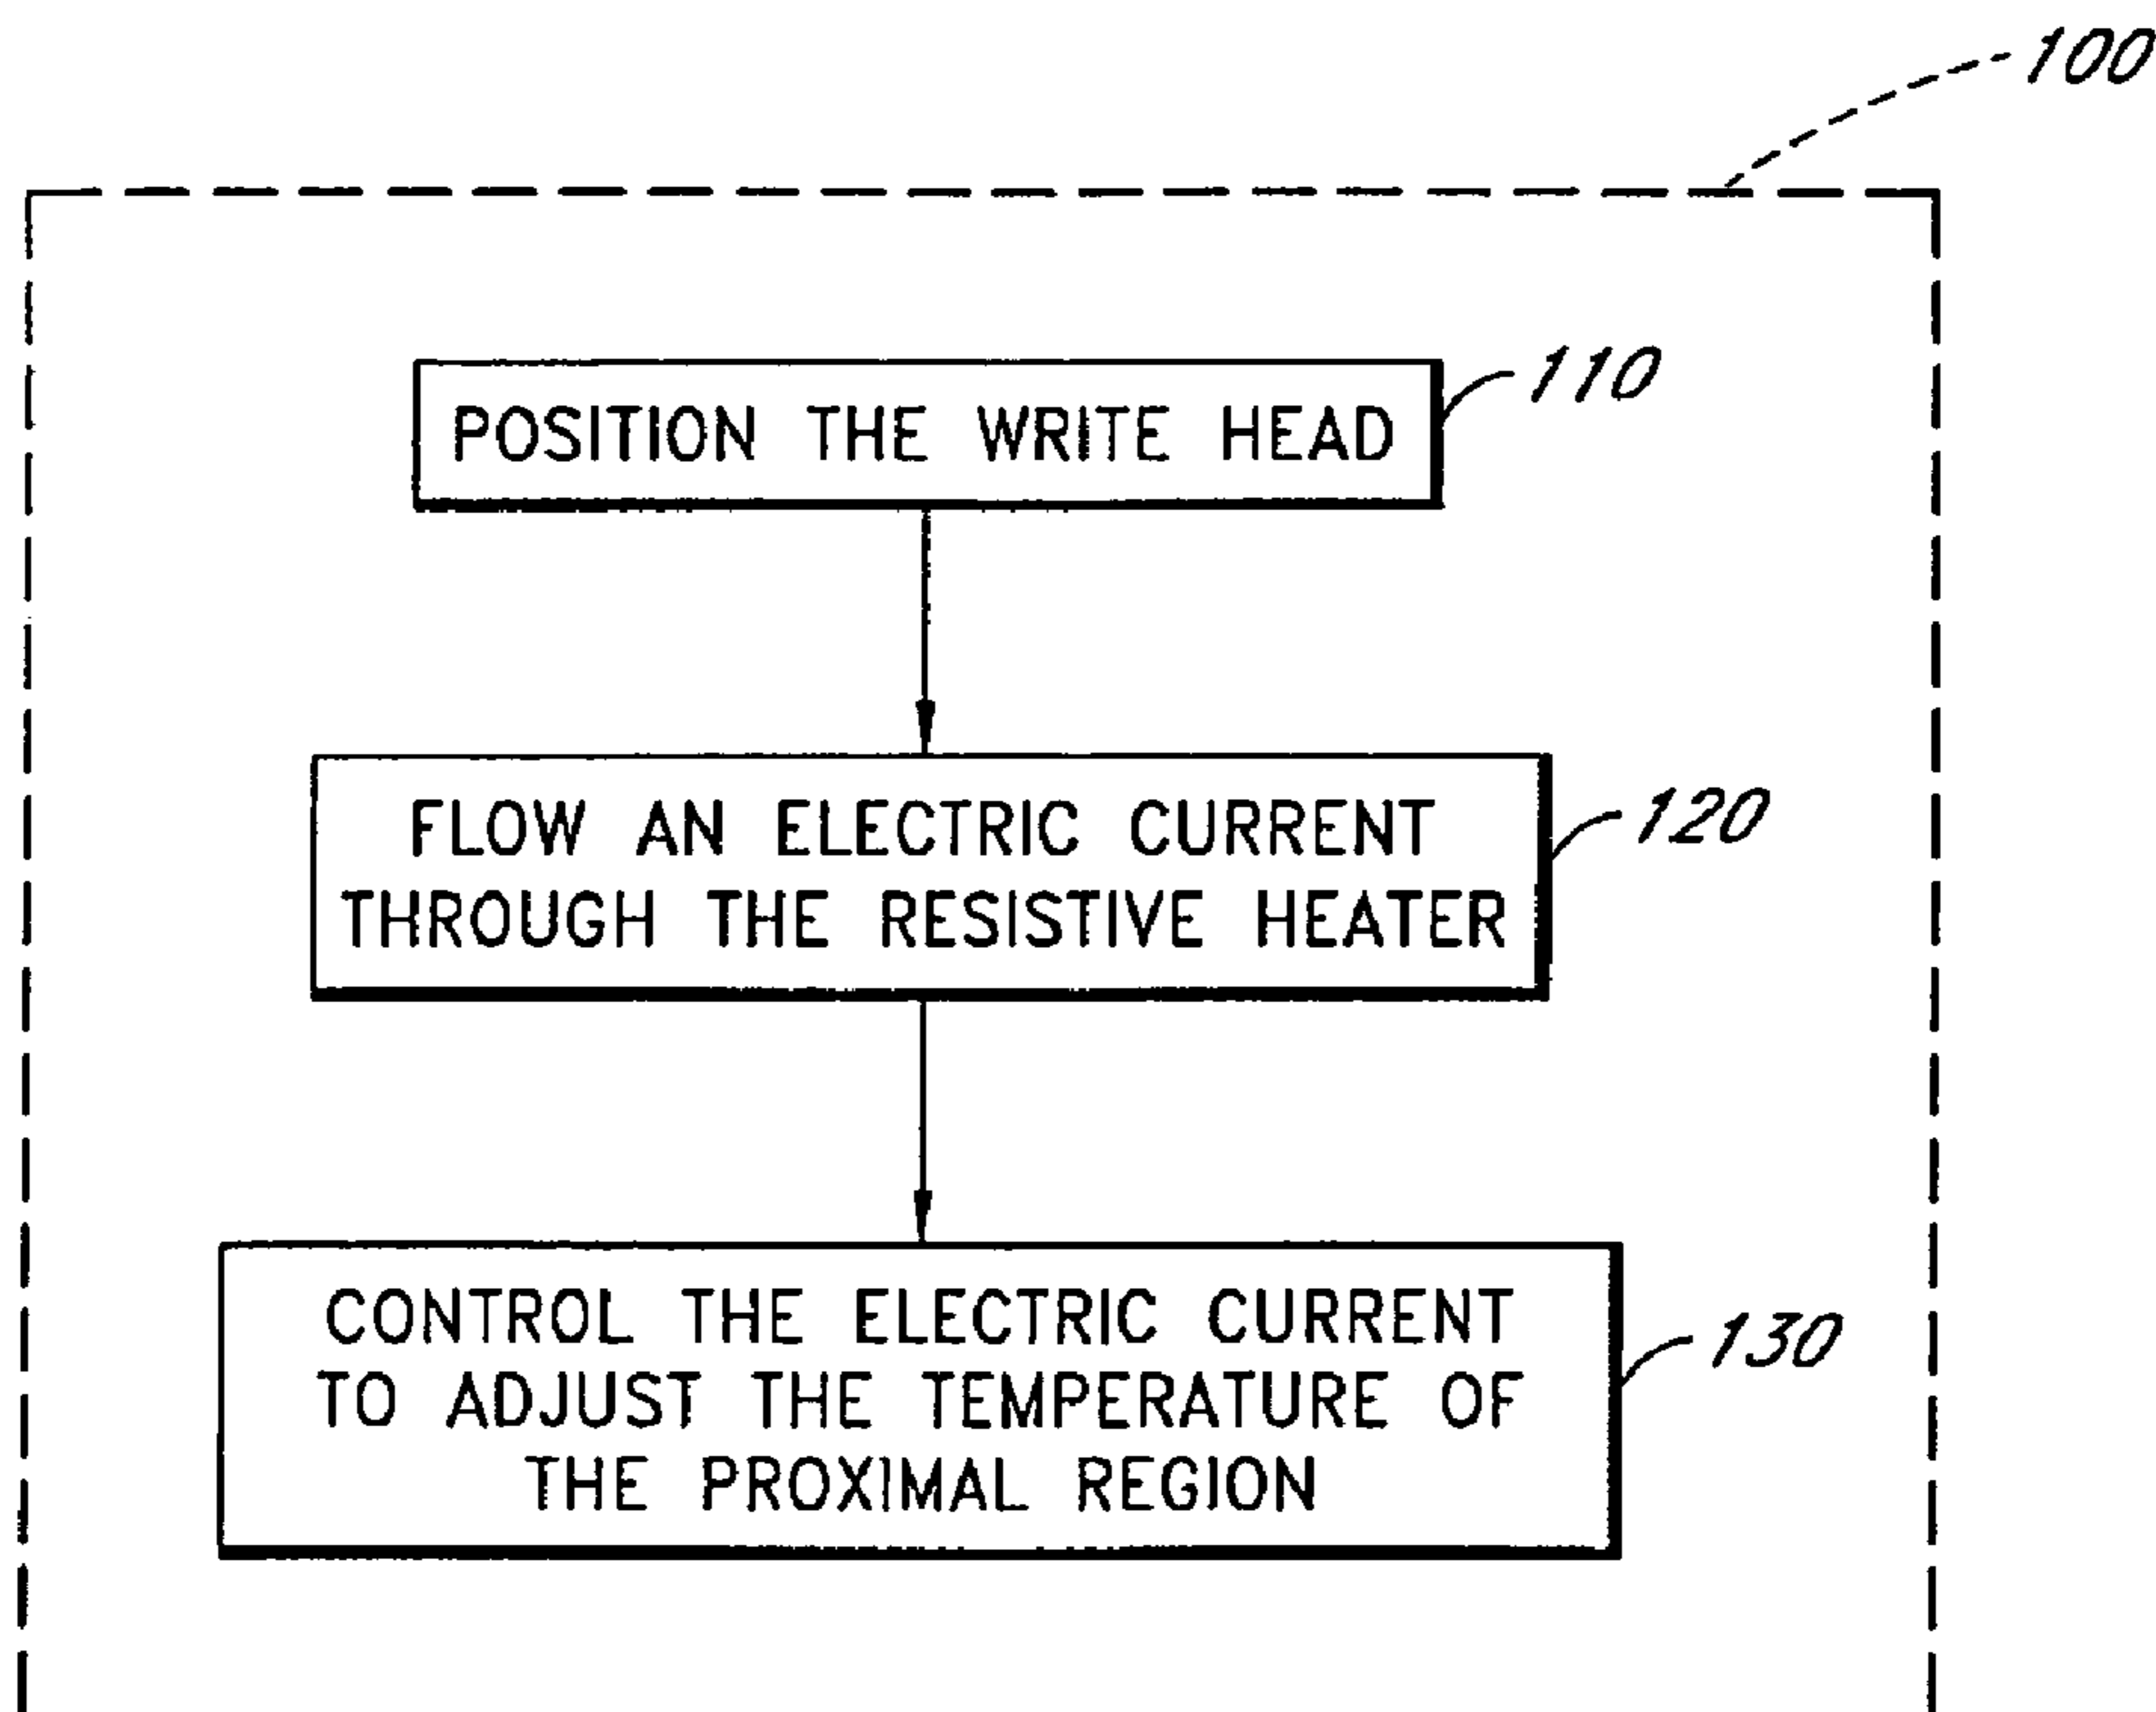 100
POSITION THE WRITE HEAD
110
FLOW AN ELECTRIC CURRENT
THROUGH THE RESISTIVE HEATER
120
CONTROL THE ELECTRIC CURRENT
TO ADJUST THE TEMPERATURE OF
THE PROXIMAL REGION
130